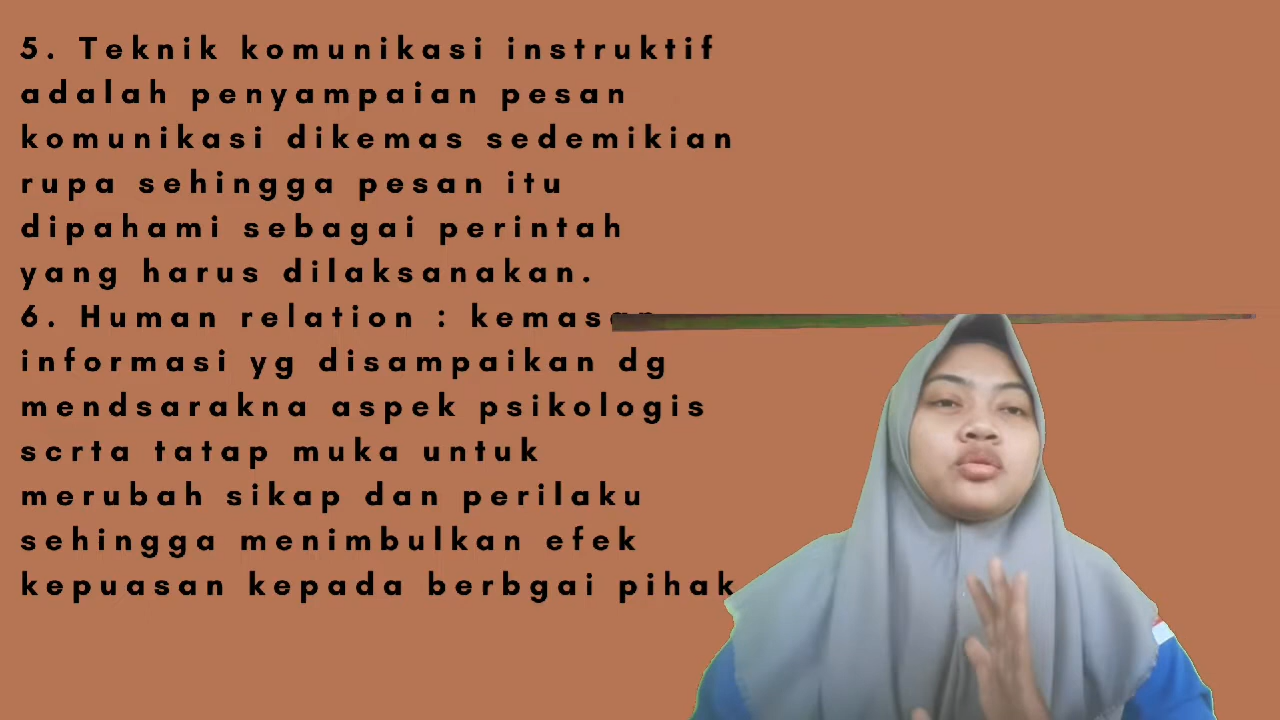 5. Teknik komunikasi instruktif
adalah penyampaian pesan
komunikasi dikemas sedemikian
rupa sehingga pesan itu
dipahami sebagai perintah
yang harus dilaksanakan.
6. Human relation : kemasan
informasi yg disampaikan dg
mendsarakna aspek psikologis
scrta tatap muka untuk
merubah sikap dan perilaku
sehingga menimbulkan efek
kepuasan kepada berbgai pihak